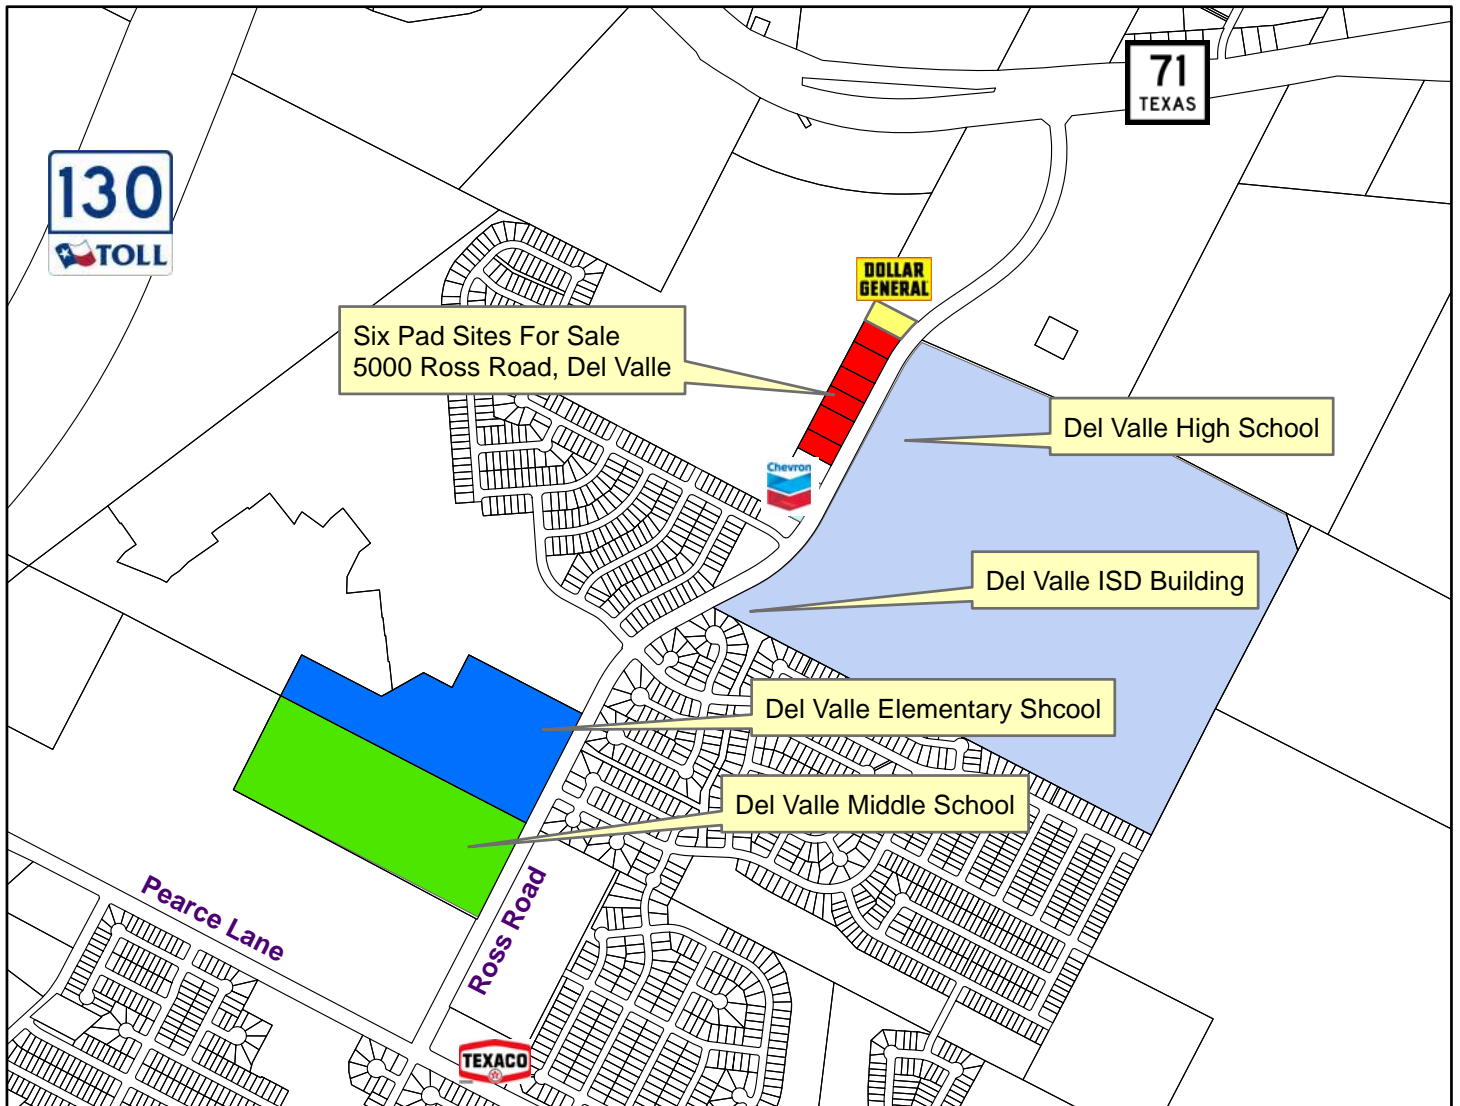 71
TEXAS
130
TOLL
DOLLAR
GENERAL
Six Pad Sites For Sale
5000 Ross Road, Del Valle
Del Valle High School
Chevron
Del Valle ISD Building
Del Valle Elementary Shcool
Del Valle Middle School
Pearce Lane
Ross Road
TEXACO